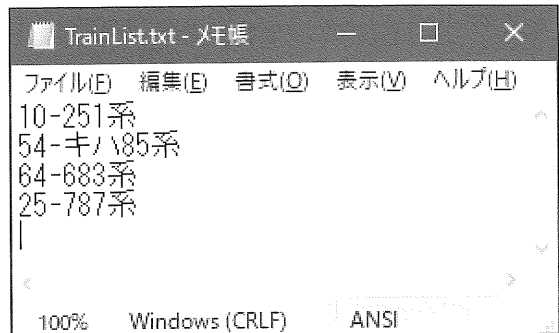 TrainList.txt - メモ帳
ファイル(F) 編集(E) 書式(O) 表示(V) ヘルプ(H)
10-251系
54-キハ85系
64-683系
25-787系
100% Windows (CRLF) ANSI